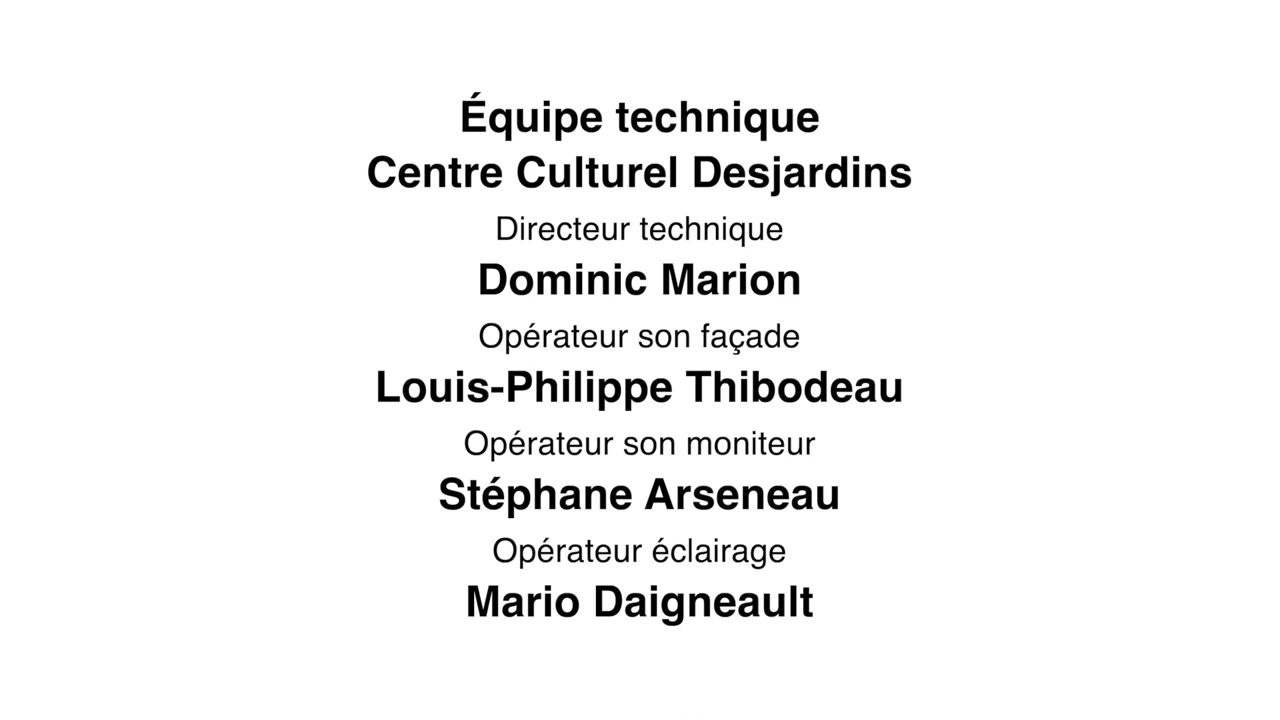 Équipe technique
Centre Culturel Desjardins
Directeur technique
Dominic Marion
Opérateur son façade
Louis-Philippe Thibodeau
Opérateur son moniteur
Stéphane Arseneau
Opérateur éclairage
Mario Daigneault